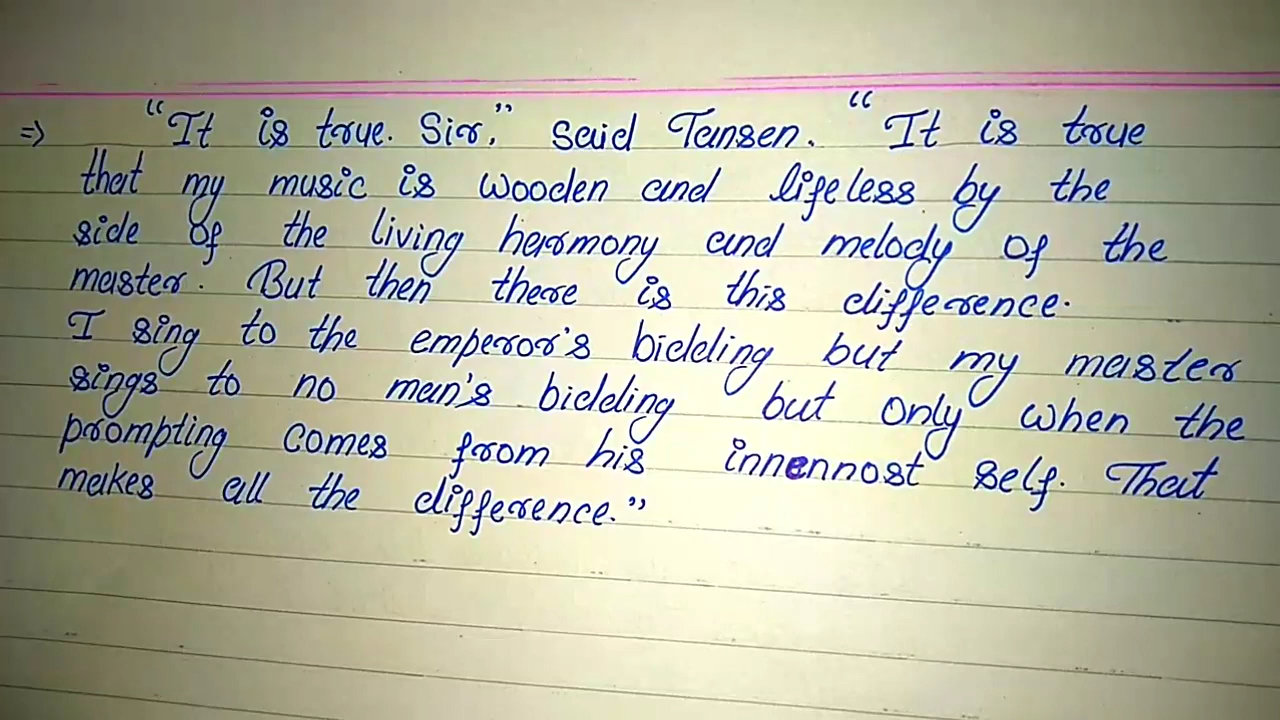 ⇒ "It is true. Sir." said Tansen. "It is true
that my music is wooden and lifeless by the
side of the living harmony and melody of the
master. But then there is this difference.
I sing to the emperor's bidding but my master
sings to no man's bidding but only when the
prompting comes from his innennost self. That
makes all the difference."